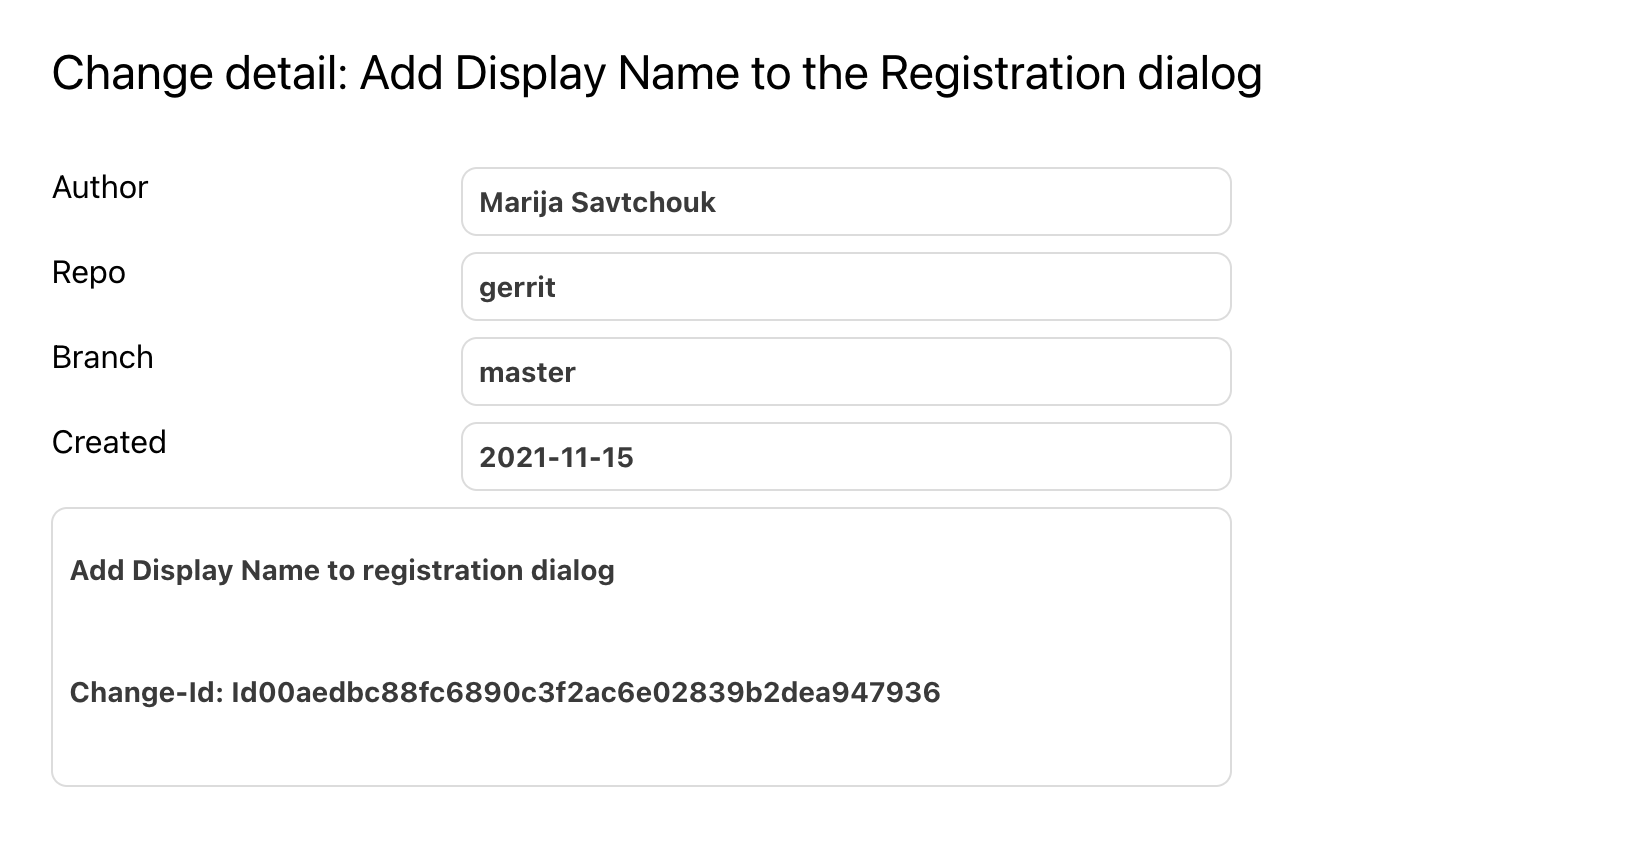 Change detail: Add Display Name to the Registration dialog
Author
Marija Savtchouk
Repo
gerrit
Branch
master
Created
2021-11-15
Add Display Name to registration dialog
Change-Id: Id00aedbc88fc6890c3f2ac6e02839b2dea947936